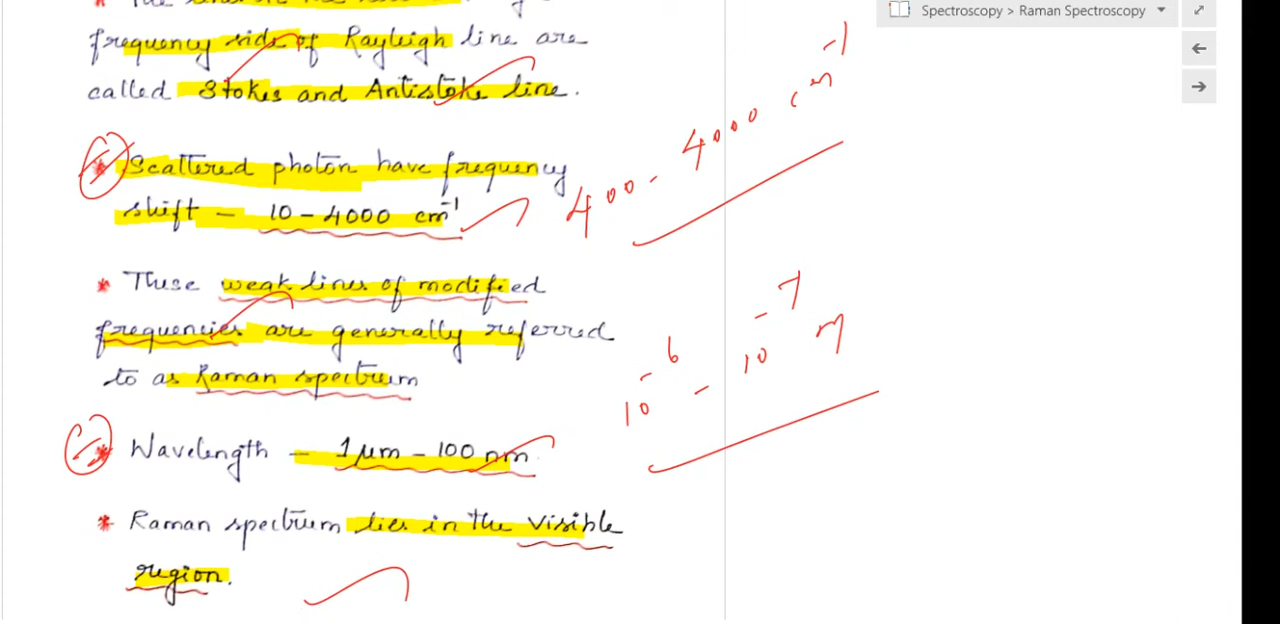 Spectroscopy > Raman Spectroscopy
frequency side of Rayleigh line are
called Stokes and Antistoke line.
* Scattered photon have frequency
shift – 10 – 4000 cm⁻¹
400 - 4000 cm⁻¹
* These weak lines of modified
frequencies are generally referred
to as Raman spectrum
10⁻⁶ – 10⁻⁷ m
* Wavelength – 1 μm – 100 nm.
* Raman spectrum lies in the visible
region.